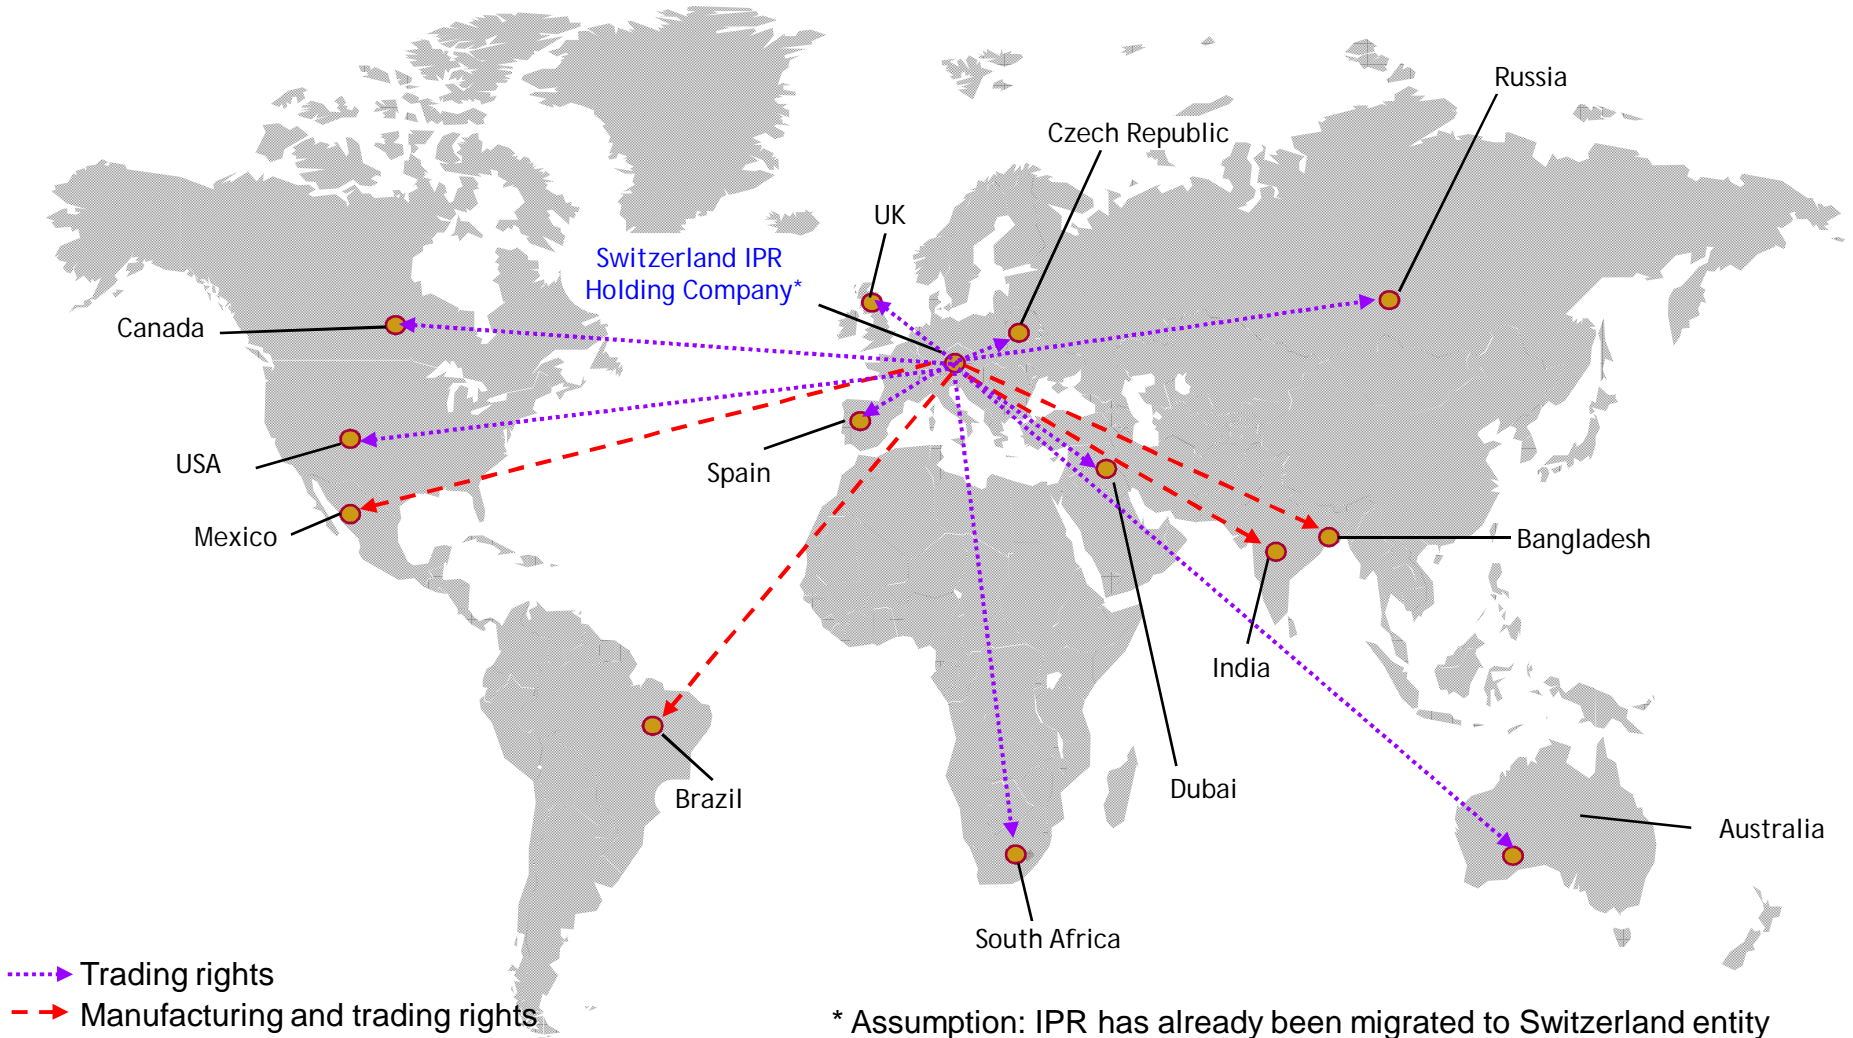 Russia
Czech Republic
UK
Switzerland IPR
Holding Company*
Canada
USA
Spain
Mexico
Bangladesh
India
Dubai
Brazil
Australia
South Africa
Trading rights
Manufacturing and trading rights
* Assumption: IPR has already been migrated to Switzerland entity